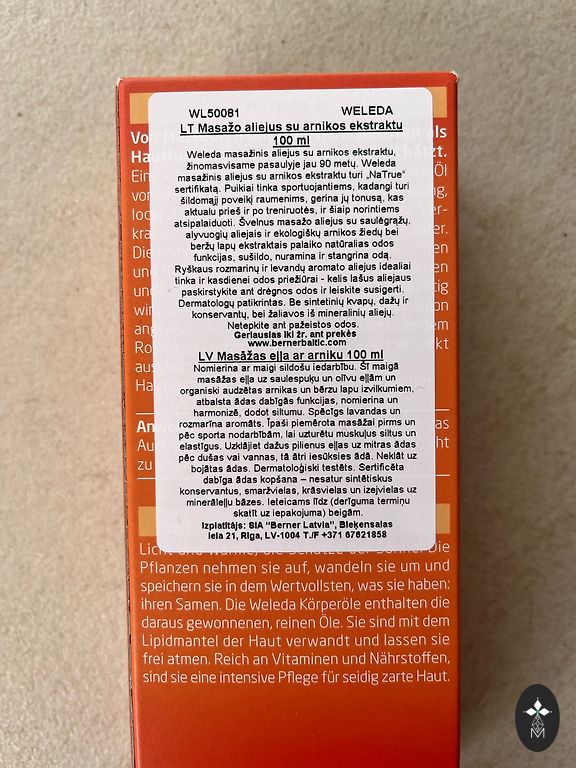 WL50081 WELEDA
LT Masažo aliejus su arnikos ekstraktu
100 ml
Weleda masažinis aliejus su arnikos ekstraktu,
žinomasvisame pasaulyje jau 90 metų. Weleda
masažinis aliejus su arnikos ekstraktu turi „NaTrue"
sertifikatą. Puikiai tinka sportuojantiems, kadangi turi
šildomąjį poveikį raumenims, gerina jų tonusą, kas
aktualu prieš ir po treniruotės, ir šiaip norintiems
atsipalaiduoti. Švelnus masažo aliejus su saulėgrąžų,
alyvuogių aliejais ir ekologiškų arnikos žiedų bei
beržų lapų ekstraktais palaiko natūralias odos
funkcijas, sušildo, nuramina ir stangrina odą.
Ryškaus rozmarinų ir levandų aromato aliejus idealiai
tinka ir kasdienei odos priežiūrai - kelis lašus aliejaus
paskirstykite ant drėgnos odos ir leiskite susigerti.
Dermatologų patikrintas. Be sintetinių kvapų, dažų ir
konservantų, bei žaliavos iš mineralinių aliejų.
Netepkite ant pažeistos odos.
Geriausias iki žr. ant prekės
www.bernerbaltic.com
LV Masāžas eļļa ar arniku 100 ml
Nomierina ar maigi sildošu iedarbību. Šī maigā
masāžas eļļa uz saulespuķu un olīvu eļļām un
organiski audzētas arnikas un bērzu lapu izvilkumiem,
atbalsta ādas dabīgās funkcijas, nomierina un
harmonizē, dodot siltumu. Spēcīgs lavandas un
rozmarīna aromāts. Īpaši piemērota masāžai pirms un
pēc sporta nodarbībām, lai uzturētu muskuļus siltus un
elastīgus. Uzklājiet dažus pilienus eļļas uz mitras ādas
pēc dušas vai vannas, tā ātri iesūksies ādā. Neklāt uz
bojātas ādas. Dermatoloģiski testēts. Sertificēta
dabīga ādas kopšana – nesatur sintētiskus
konservantus, smaržvielas, krāsvielas un izejvielas uz
minerāleļļu bāzes. Ieteicams līdz (derīguma termiņu
skatīt uz iepakojuma) beigām.
Izplatītājs: SIA "Berner Latvia", Bieķensalas
iela 21, Rīga, LV-1004 T./F +371 67621858
Licht und Wärme, die Schätze der Sonne. Die
Pflanzen nehmen sie auf, wandeln sie um und
speichern sie in dem Wertvollsten, was sie haben:
ihren Samen. Die Weleda Körperöle enthalten die
daraus gewonnenen, reinen Öle. Sie sind mit dem
Lipidmantel der Haut verwandt und lassen sie
frei atmen. Reich an Vitaminen und Nährstoffen,
sind sie eine intensive Pflege für seidig zarte Haut.
M